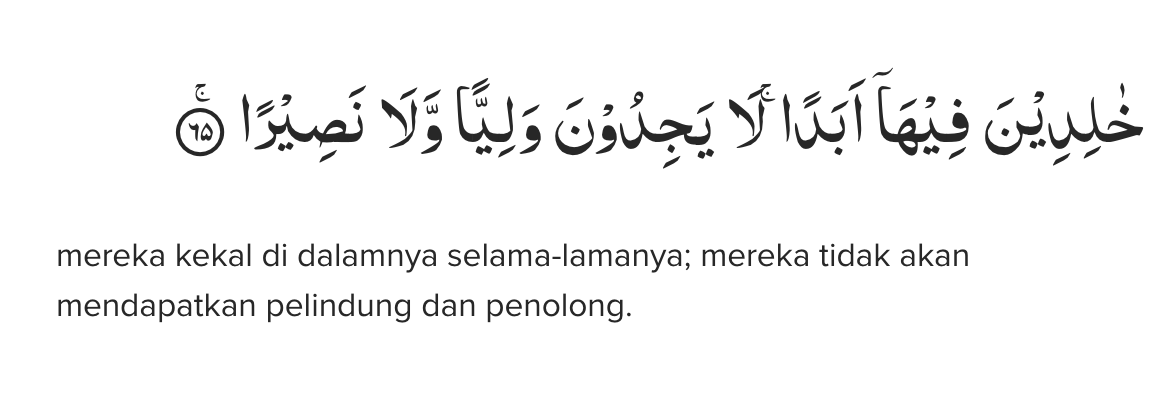 خٰلِدِيْنَ فِيْهَآ اَبَدًاۚ لَا يَجِدُوْنَ وَلِيًّا وَّلَا نَصِيْرًا ۚ ٦٥
mereka kekal di dalamnya selama-lamanya; mereka tidak akan
mendapatkan pelindung dan penolong.